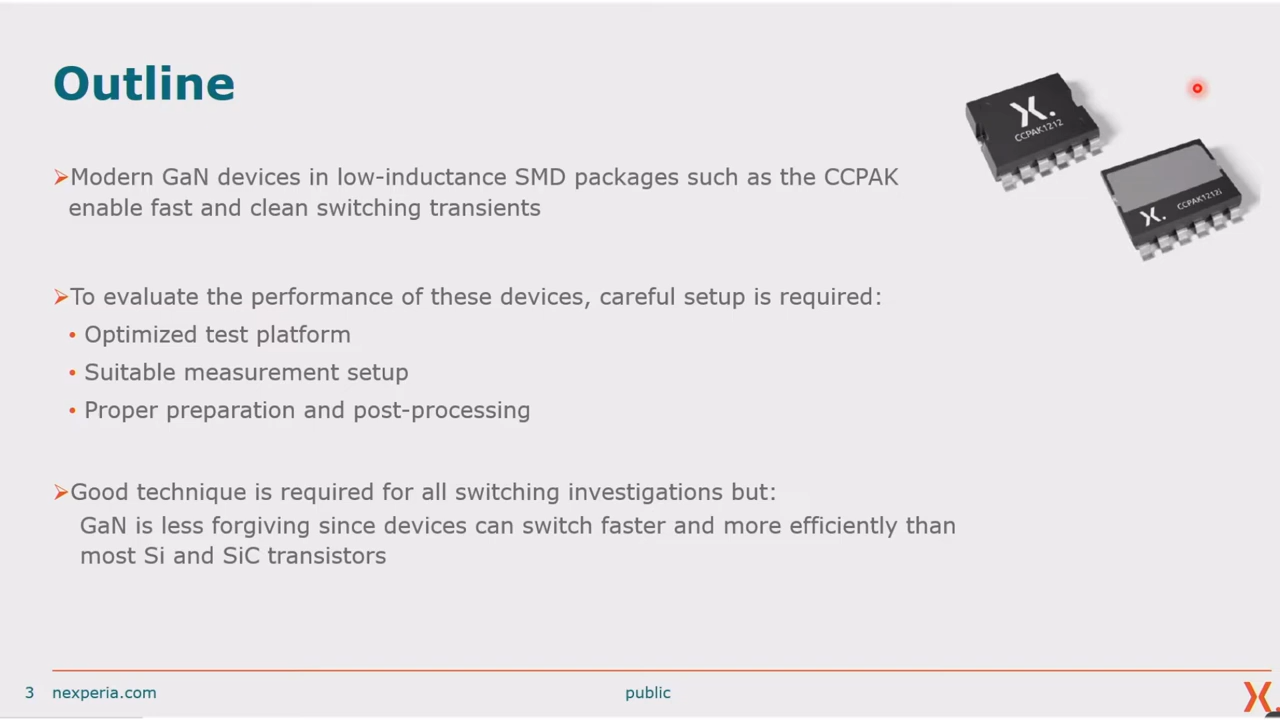 Outline
X.
CCPAK1212
X.
CCPAK1212i
➢Modern GaN devices in low-inductance SMD packages such as the CCPAK
enable fast and clean switching transients
➢To evaluate the performance of these devices, careful setup is required:
• Optimized test platform
• Suitable measurement setup
• Proper preparation and post-processing
➢Good technique is required for all switching investigations but:
GaN is less forgiving since devices can switch faster and more efficiently than
most Si and SiC transistors
3 nexperia.com public X.